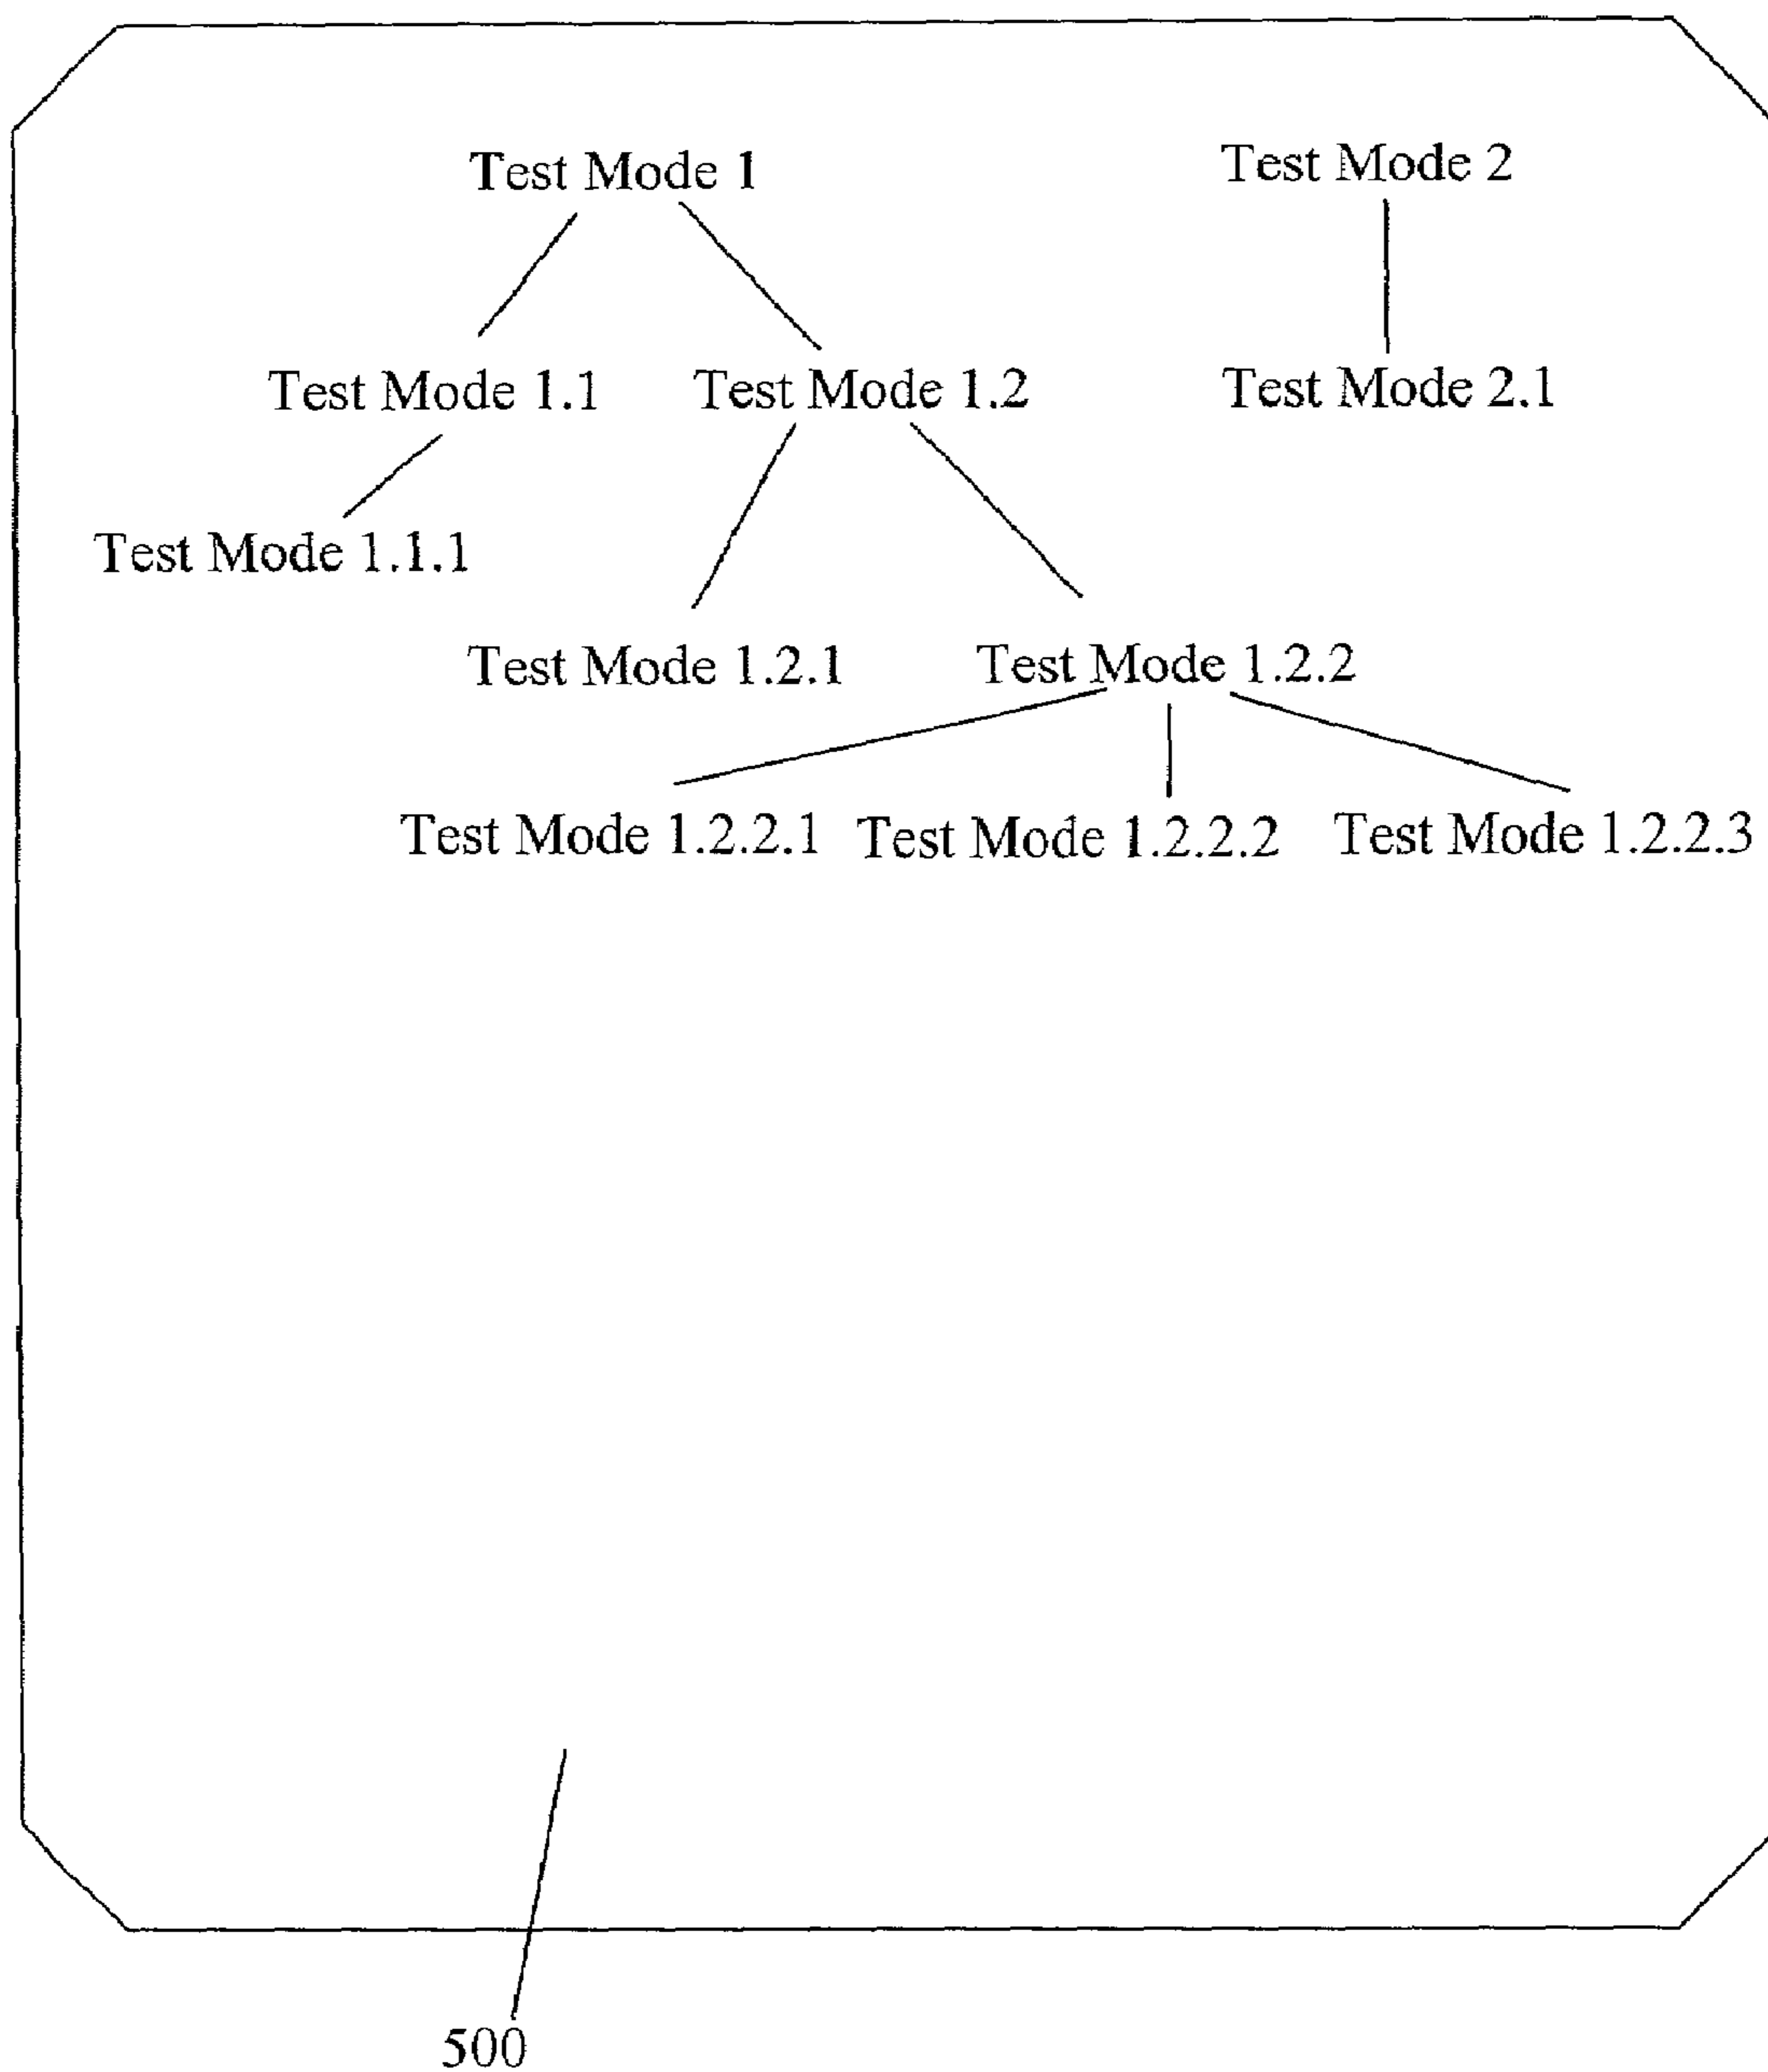 Test Mode 1 Test Mode 2
Test Mode 1.1 Test Mode 1.2 Test Mode 2.1
Test Mode 1.1.1
Test Mode 1.2.1 Test Mode 1.2.2
Test Mode 1.2.2.1 Test Mode 1.2.2.2 Test Mode 1.2.2.3
500